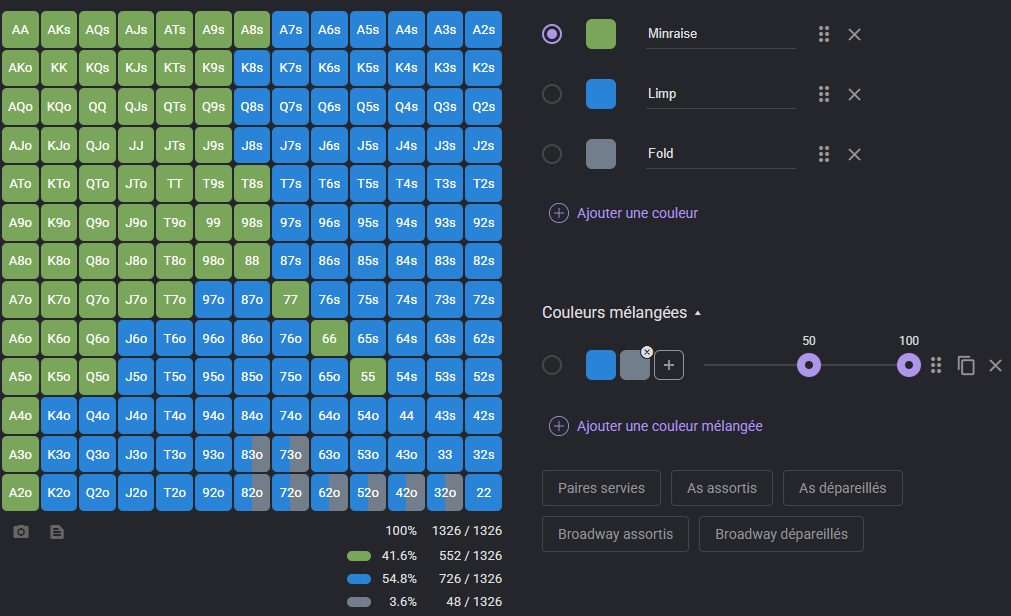 AA AKs AQs AJs ATs A9s A8s A7s A6s A5s A4s A3s A2s
AKo KK KQs KJs KTs K9s K8s K7s K6s K5s K4s K3s K2s
AQo KQo QQ QJs QTs Q9s Q8s Q7s Q6s Q5s Q4s Q3s Q2s
AJo KJo QJo JJ JTs J9s J8s J7s J6s J5s J4s J3s J2s
ATo KTo QTo JTo TT T9s T8s T7s T6s T5s T4s T3s T2s
A9o K9o Q9o J9o T9o 99 98s 97s 96s 95s 94s 93s 92s
A8o K8o Q8o J8o T8o 98o 88 87s 86s 85s 84s 83s 82s
A7o K7o Q7o J7o T7o 97o 87o 77 76s 75s 74s 73s 72s
A6o K6o Q6o J6o T6o 96o 86o 76o 66 65s 64s 63s 62s
A5o K5o Q5o J5o T5o 95o 85o 75o 65o 55 54s 53s 52s
A4o K4o Q4o J4o T4o 94o 84o 74o 64o 54o 44 43s 42s
A3o K3o Q3o J3o T3o 93o 83o 73o 63o 53o 43o 33 32s
A2o K2o Q2o J2o T2o 92o 82o 72o 62o 52o 42o 32o 22
100% 1326 / 1326
41.6% 552 / 1326
54.8% 726 / 1326
3.6% 48 / 1326
Minraise
Limp
Fold
Ajouter une couleur
Couleurs mélangées
50 100
Ajouter une couleur mélangée
Paires servies As assortis As dépareillés
Broadway assortis Broadway dépareillés